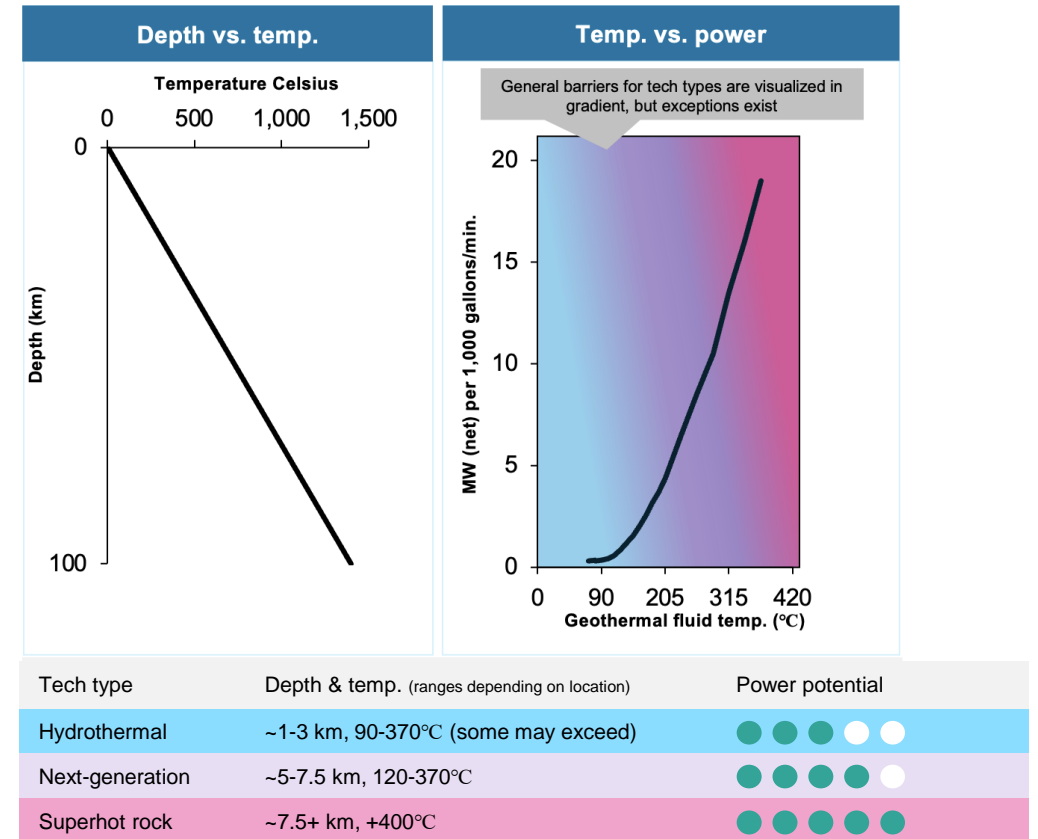 Depth vs. temp.
Temperature Celsius
0 500 1,000 1,500
0
Depth (km)
100
Temp. vs. power
General barriers for tech types are visualized in
gradient, but exceptions exist
20
15
10
5
0
MW (net) per 1,000 gallons/min.
0 90 205 315 420
Geothermal fluid temp. (℃)
Tech type Depth & temp. (ranges depending on location) Power potential
Hydrothermal ~1-3 km, 90-370℃ (some may exceed)
Next-generation ~5-7.5 km, 120-370℃
Superhot rock ~7.5+ km, +400℃